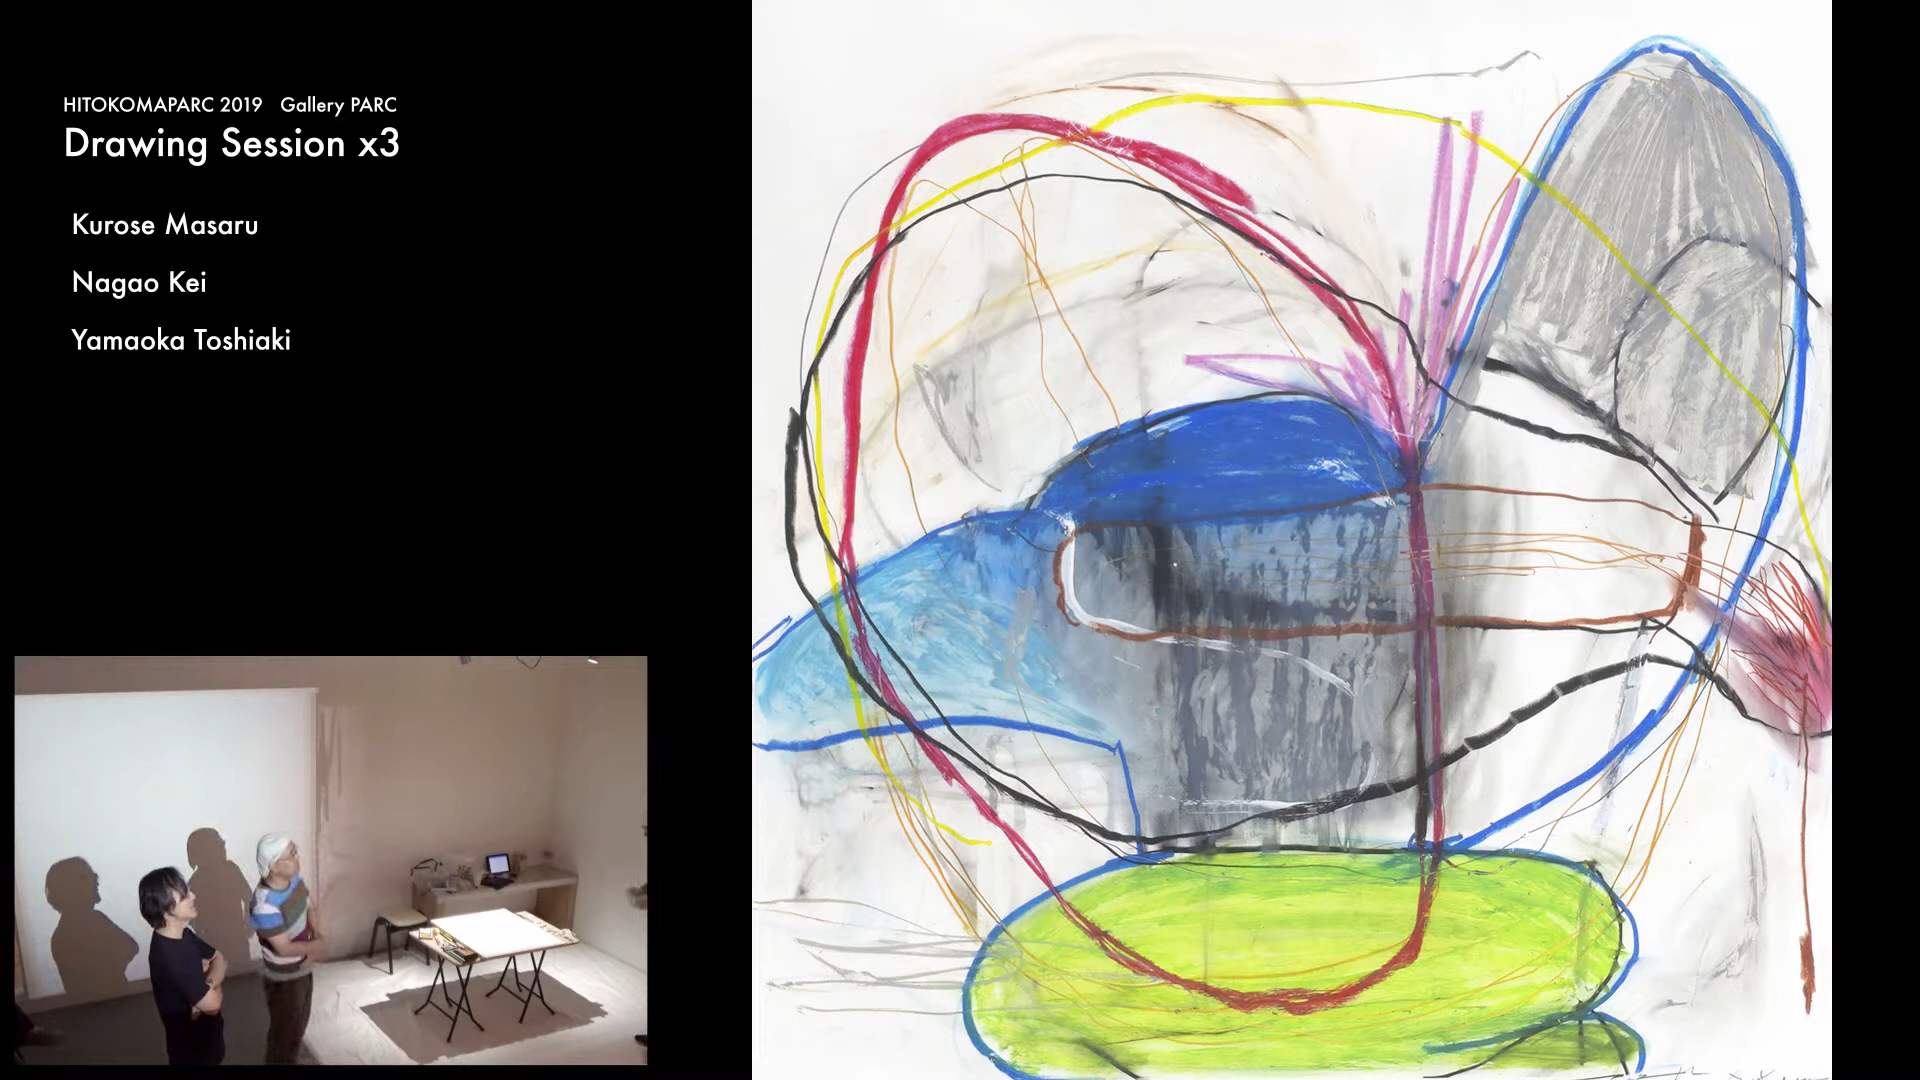 HITOKOMAPARC 2019 Gallery PARC
Drawing Session x3
Kurose Masaru
Nagao Kei
Yamaoka Toshiaki